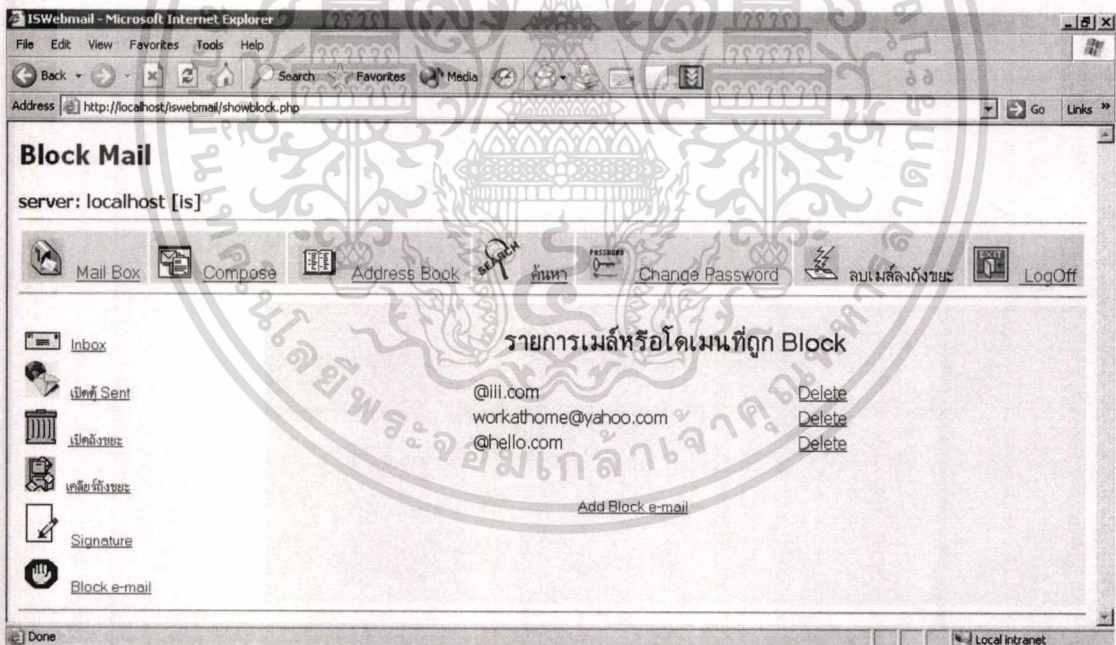 ISWebmail - Microsoft Internet Explorer
File Edit View Favorites Tools Help
Back Search Favorites Media
Address http://localhost/iswebmail/showblock.php Go Links »
Block Mail
server: localhost [is]
Mail Box Compose Address Book SEARCH ค้นหา PASSWORD Change Password ลบเมล์ลงถังขยะ EXIT LogOff
Inbox
เปิดตู้ Sent
เปิดถังขยะ
เคลียร์ถังขยะ
Signature
Block e-mail
รายการเมล์หรือโดเมนที่ถูก Block
@iii.com Delete
workathome@yahoo.com Delete
@hello.com Delete
Add Block e-mail
Done Local intranet